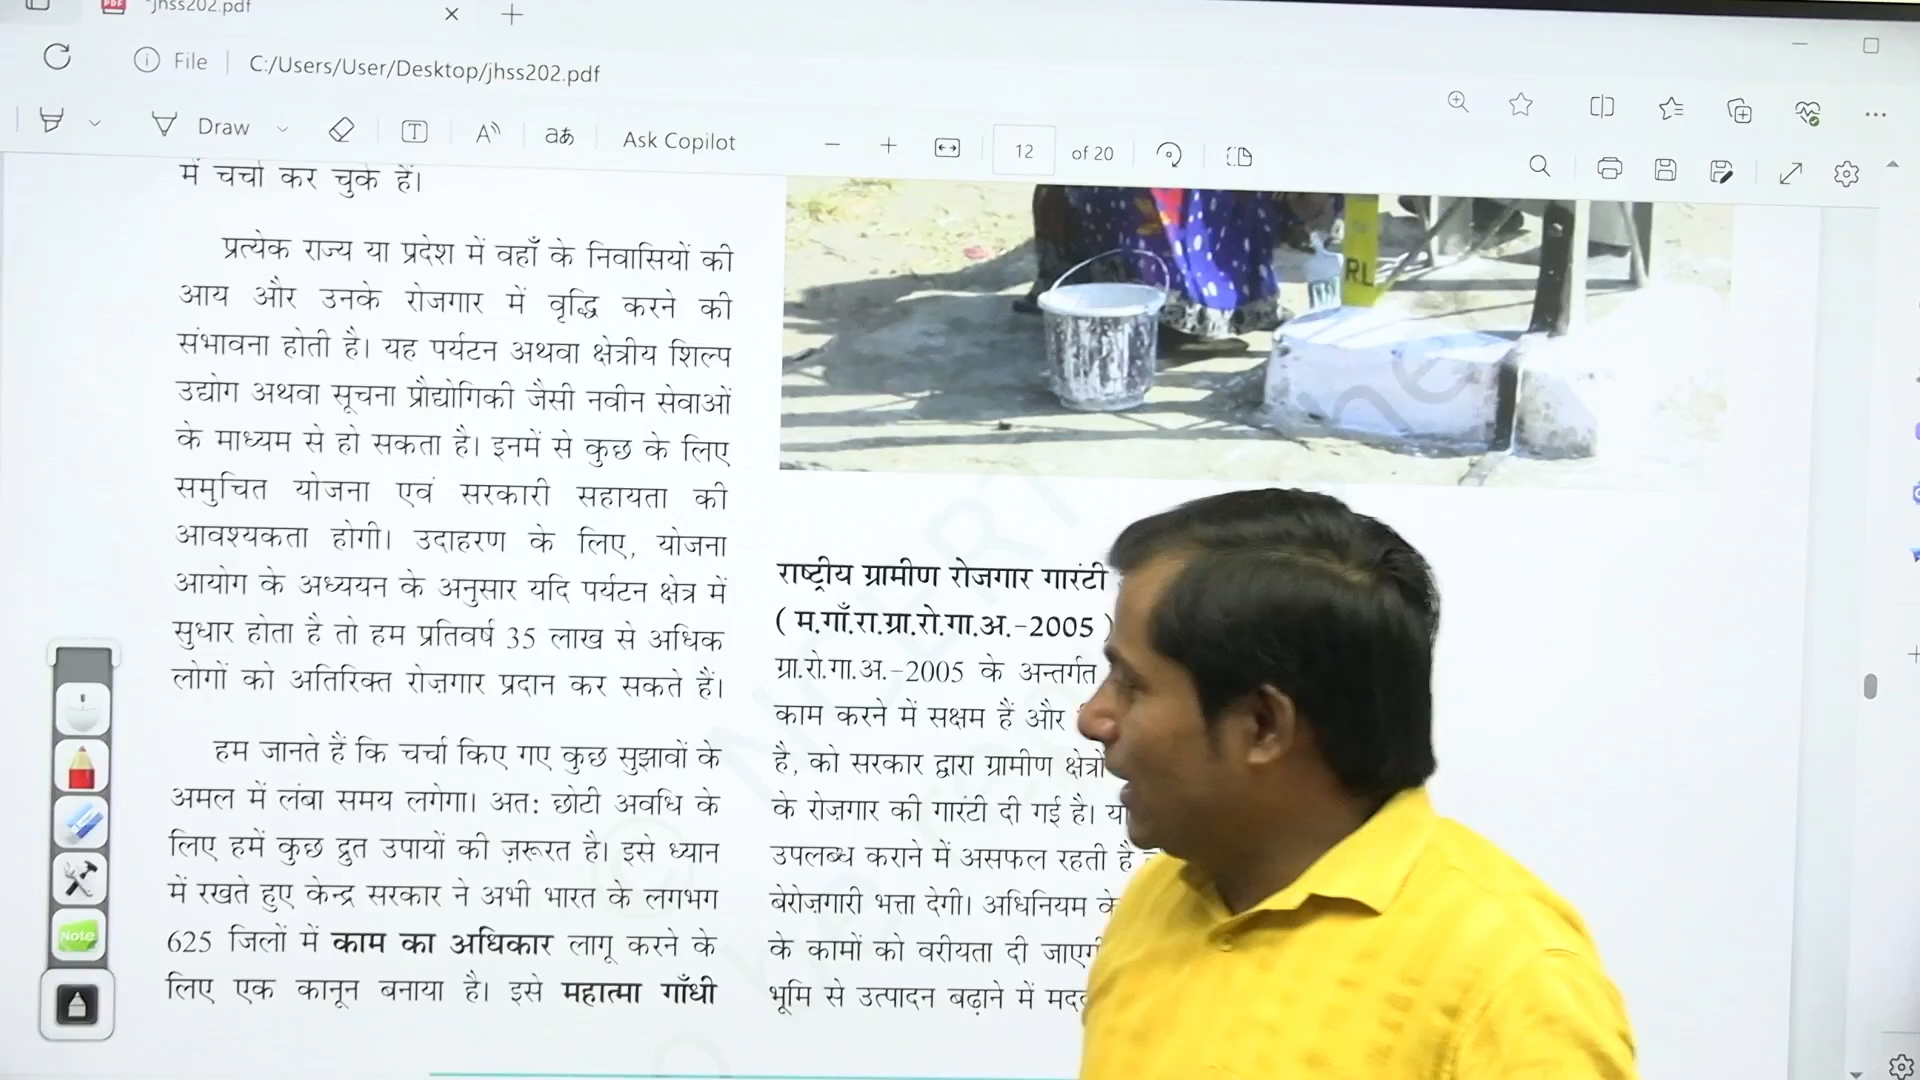 jhss202.pdf
File C:/Users/User/Desktop/jhss202.pdf
Draw
aあ
Ask Copilot
12 of 20
में चर्चा कर चुके हैं।
प्रत्येक राज्य या प्रदेश में वहाँ के निवासियों की
आय और उनके रोजगार में वृद्धि करने की
संभावना होती है। यह पर्यटन अथवा क्षेत्रीय शिल्प
उद्योग अथवा सूचना प्रौद्योगिकी जैसी नवीन सेवाओं
के माध्यम से हो सकता है। इनमें से कुछ के लिए
समुचित योजना एवं सरकारी सहायता की
आवश्यकता होगी। उदाहरण के लिए, योजना
आयोग के अध्ययन के अनुसार यदि पर्यटन क्षेत्र में
सुधार होता है तो हम प्रतिवर्ष 35 लाख से अधिक
लोगों को अतिरिक्त रोज़गार प्रदान कर सकते हैं।
हम जानते हैं कि चर्चा किए गए कुछ सुझावों के
अमल में लंबा समय लगेगा। अतः छोटी अवधि के
लिए हमें कुछ द्रुत उपायों की ज़रूरत है। इसे ध्यान
में रखते हुए केन्द्र सरकार ने अभी भारत के लगभग
625 जिलों में काम का अधिकार लागू करने के
लिए एक कानून बनाया है। इसे महात्मा गाँधी
RL
राष्ट्रीय ग्रामीण रोजगार गारंटी
( म.गाँ.रा.ग्रा.रो.गा.अ.-2005 )
ग्रा.रो.गा.अ.-2005 के अन्तर्गत
काम करने में सक्षम हैं और
है, को सरकार द्वारा ग्रामीण क्षेत्रों
के रोज़गार की गारंटी दी गई है।
उपलब्ध कराने में असफल रहती है
बेरोज़गारी भत्ता देगी। अधिनियम के
के कामों को वरीयता दी
भूमि से उत्पादन बढ़ाने में
Note